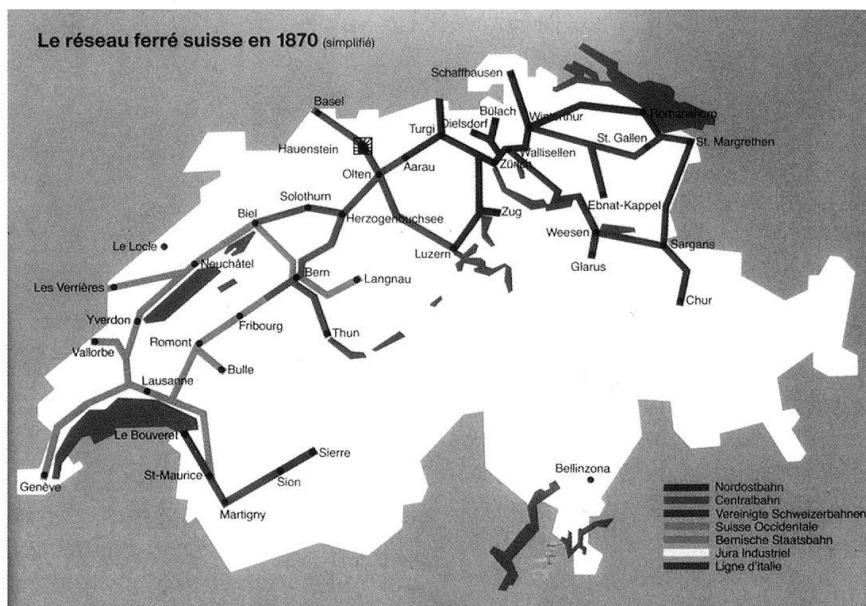 Le réseau ferré suisse en 1870 (simplifié)
Schaffhausen
Basel
Bülach
Dielsdorf
Winterthur
Romanshorn
Turgi
Hauenstein
St. Gallen
St. Margrethen
Wallisellen
Zürich
Aarau
Olten
Solothurn
Ebnat-Kappel
Biel
Herzogenbuchsee
Zug
Weesen
Le Locle
Luzern
Sargans
Neuchâtel
Glarus
Bern
Langnau
Les Verrières
Chur
Yverdon
Fribourg
Thun
Romont
Vallorbe
Bulle
Lausanne
Le Bouveret
Sierre
St-Maurice
Sion
Bellinzona
Genève
Martigny
Nordostbahn
Centralbahn
Vereinigte Schweizerbahnen
Suisse Occidentale
Bernische Staatsbahn
Jura Industriel
Ligne d'Italie